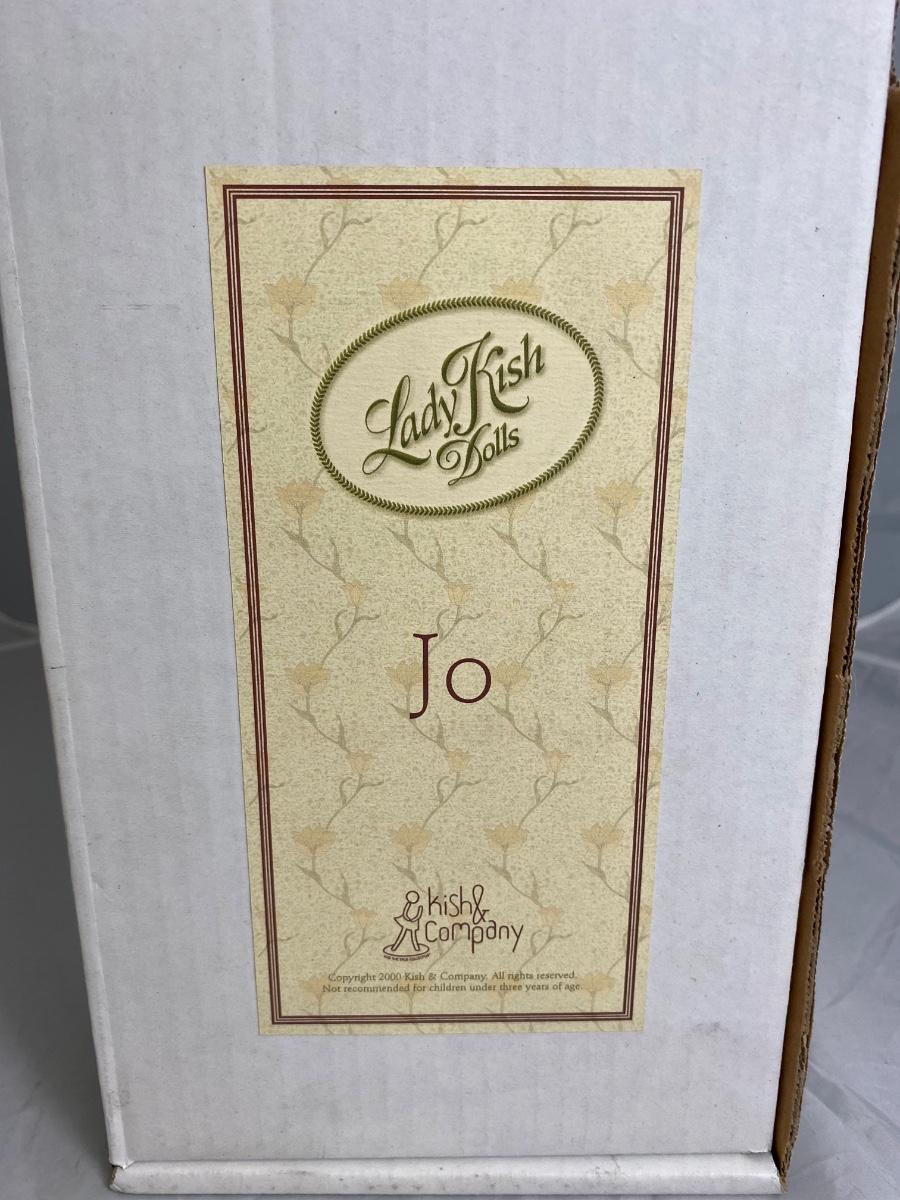 Lady Kish
Dolls
Jo
kish&
Company
Copyright 2000 Kish & Company. All rights reserved.
Not recommended for children under three years of age.